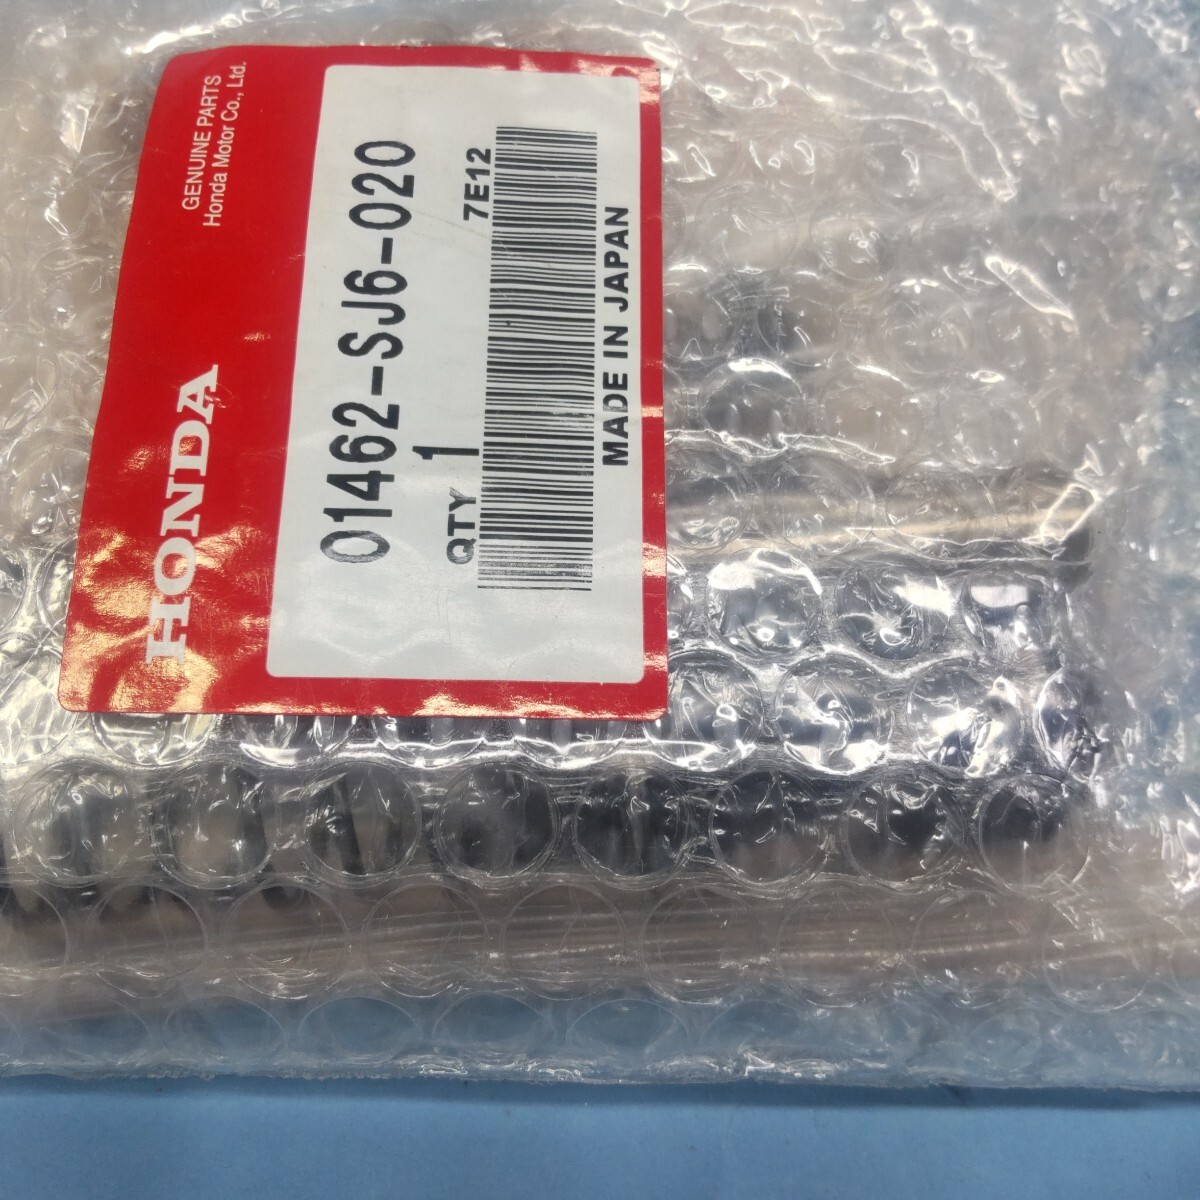 GENUINE PARTS
Honda Motor Co., Ltd.
HONDA
01462-SJ6-020
QTY 1
7E12
MADE IN JAPAN